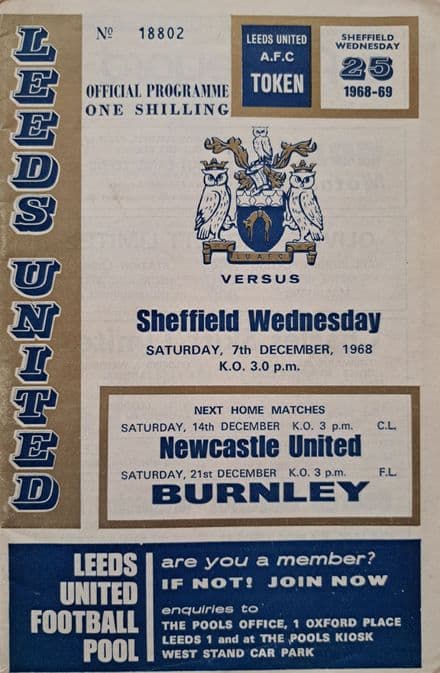 LEEDS UNITED
Nº 18802
OFFICIAL PROGRAMME
ONE SHILLING
LEEDS UNITED
A.F.C
TOKEN
SHEFFIELD
WEDNESDAY
25
1968-69
L U A F C
VERSUS
Sheffield Wednesday
SATURDAY, 7th DECEMBER, 1968
K.O. 3.0 p.m.
NEXT HOME MATCHES
SATURDAY, 14th DECEMBER K.O. 3 p.m. C.L.
Newcastle United
SATURDAY, 21st DECEMBER K.O. 3 p.m. F.L.
BURNLEY
LEEDS
UNITED
FOOTBALL
POOL
are you a member?
IF NOT! JOIN NOW
enquiries to
THE POOLS OFFICE, 1 OXFORD PLACE
LEEDS 1 and at THE POOLS KIOSK
WEST STAND CAR PARK